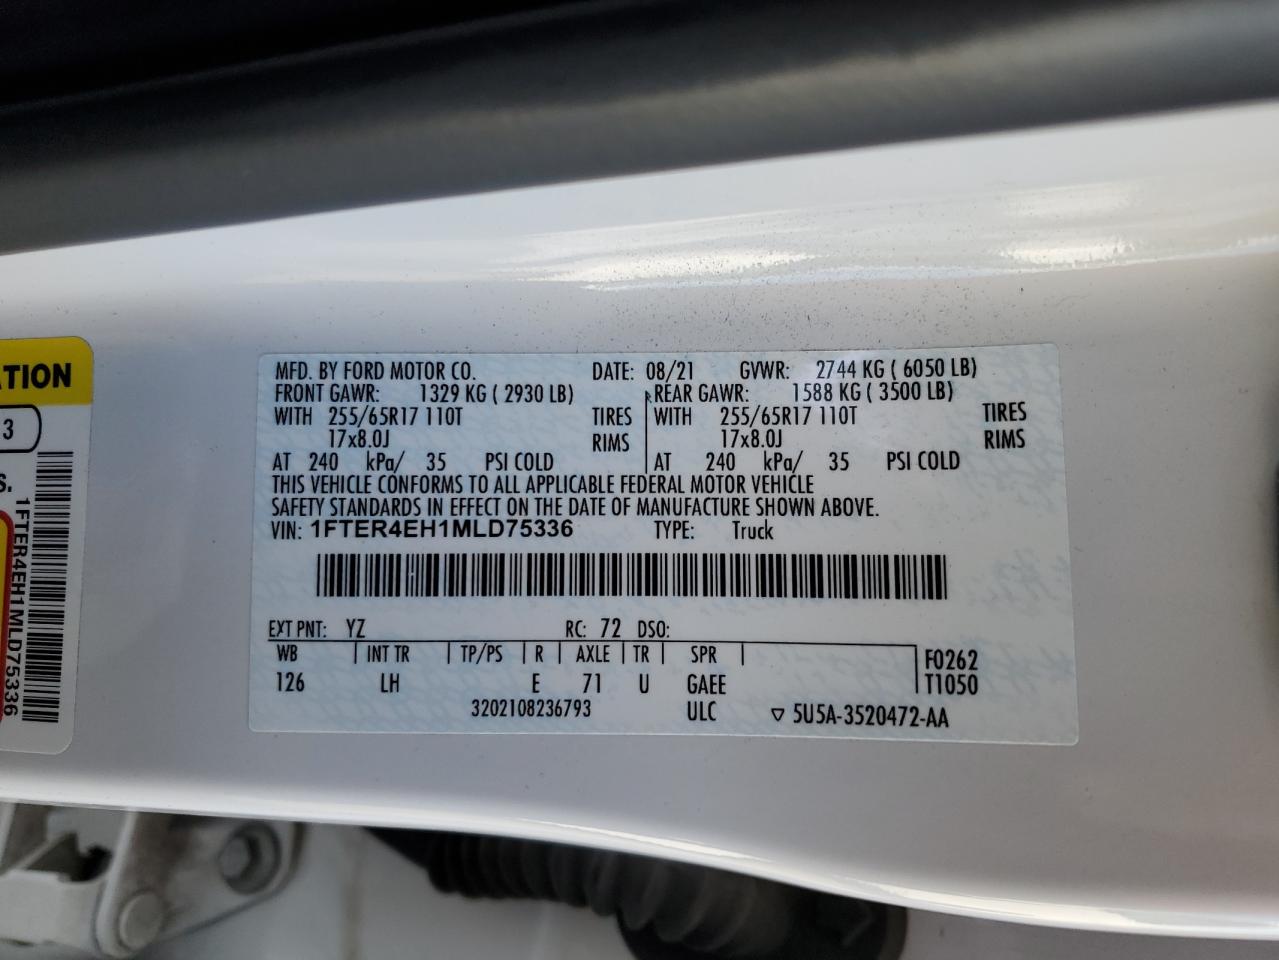 ATION
3
S.
1FTER4EH1MLD75336
MFD. BY FORD MOTOR CO. DATE: 08/21 GVWR: 2744 KG ( 6050 LB)
FRONT GAWR: 1329 KG ( 2930 LB) REAR GAWR: 1588 KG ( 3500 LB)
WITH 255/65R17 110T TIRES WITH 255/65R17 110T TIRES
17x8.0J RIMS 17x8.0J RIMS
AT 240 kPa/ 35 PSI COLD AT 240 kPa/ 35 PSI COLD
THIS VEHICLE CONFORMS TO ALL APPLICABLE FEDERAL MOTOR VEHICLE
SAFETY STANDARDS IN EFFECT ON THE DATE OF MANUFACTURE SHOWN ABOVE.
VIN: 1FTER4EH1MLD75336 TYPE: Truck
EXT PNT: YZ RC: 72 DSO:
WB INT TR TP/PS R AXLE TR SPR F0262
126 LH E 71 U GAEE T1050
3202108236793 ULC ▽ 5U5A-3520472-AA